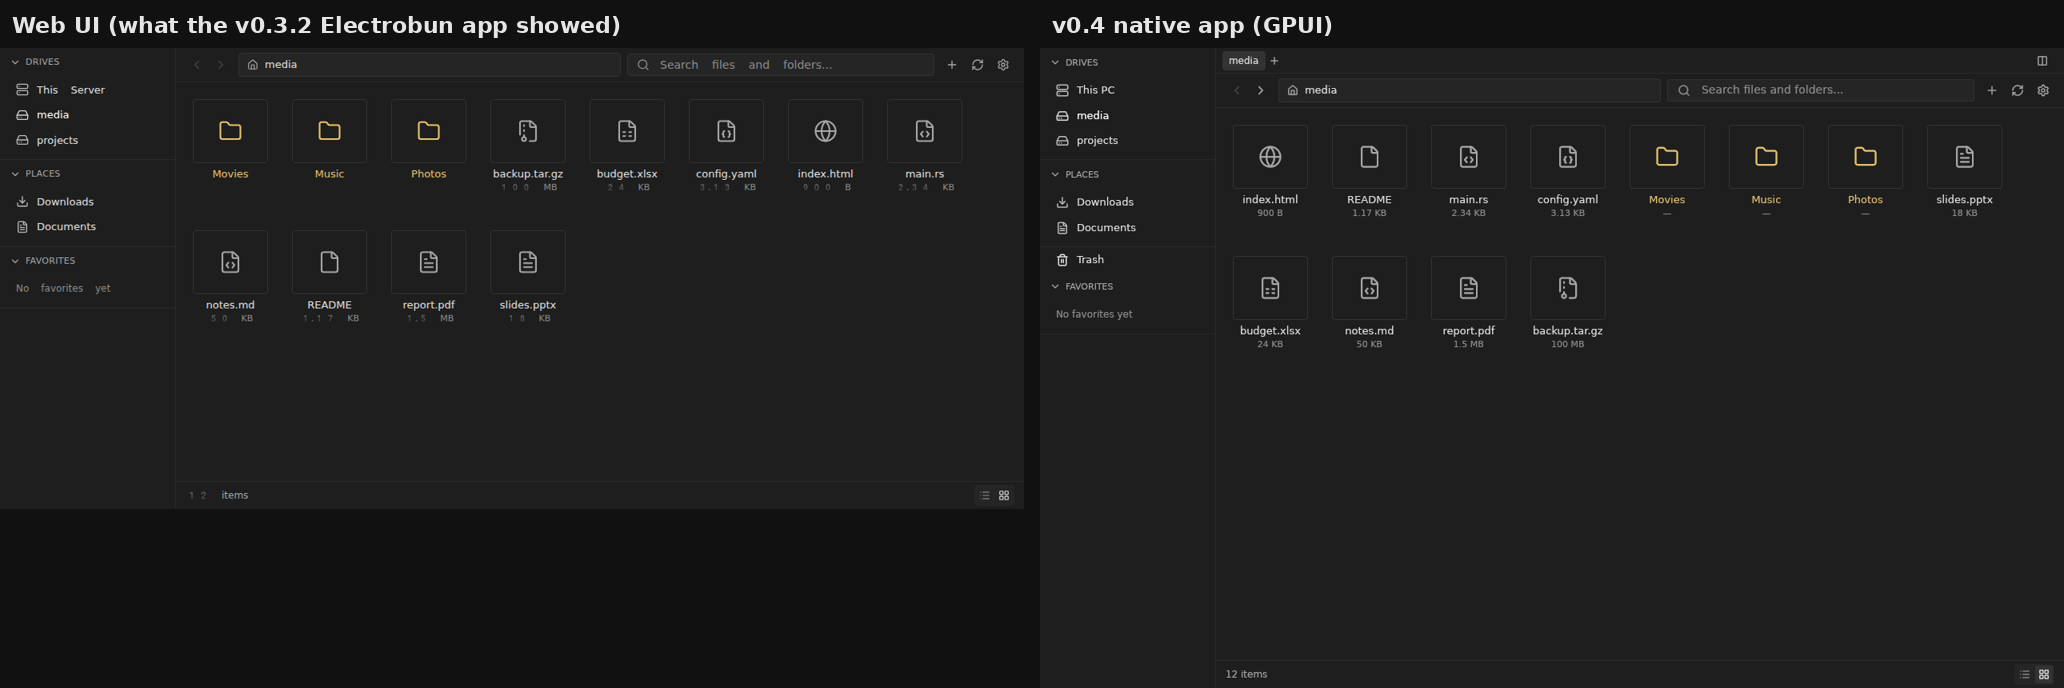 Web UI (what the v0.3.2 Electrobun app showed)
DRIVES
This Server
media
projects
PLACES
Downloads
Documents
FAVORITES
No favorites yet
media
Search files and folders...
Movies
Music
Photos
backup.tar.gz
100 MB
budget.xlsx
24 KB
config.yaml
3.13 KB
index.html
900 B
main.rs
2.34 KB
notes.md
50 KB
README
1.17 KB
report.pdf
1.5 MB
slides.pptx
18 KB
12 items
v0.4 native app (GPUI)
DRIVES
This PC
media
projects
PLACES
Downloads
Documents
Trash
FAVORITES
No favorites yet
media
media
Search files and folders...
index.html
900 B
README
1.17 KB
main.rs
2.34 KB
config.yaml
3.13 KB
Movies
—
Music
—
Photos
—
slides.pptx
18 KB
budget.xlsx
24 KB
notes.md
50 KB
report.pdf
1.5 MB
backup.tar.gz
100 MB
12 items